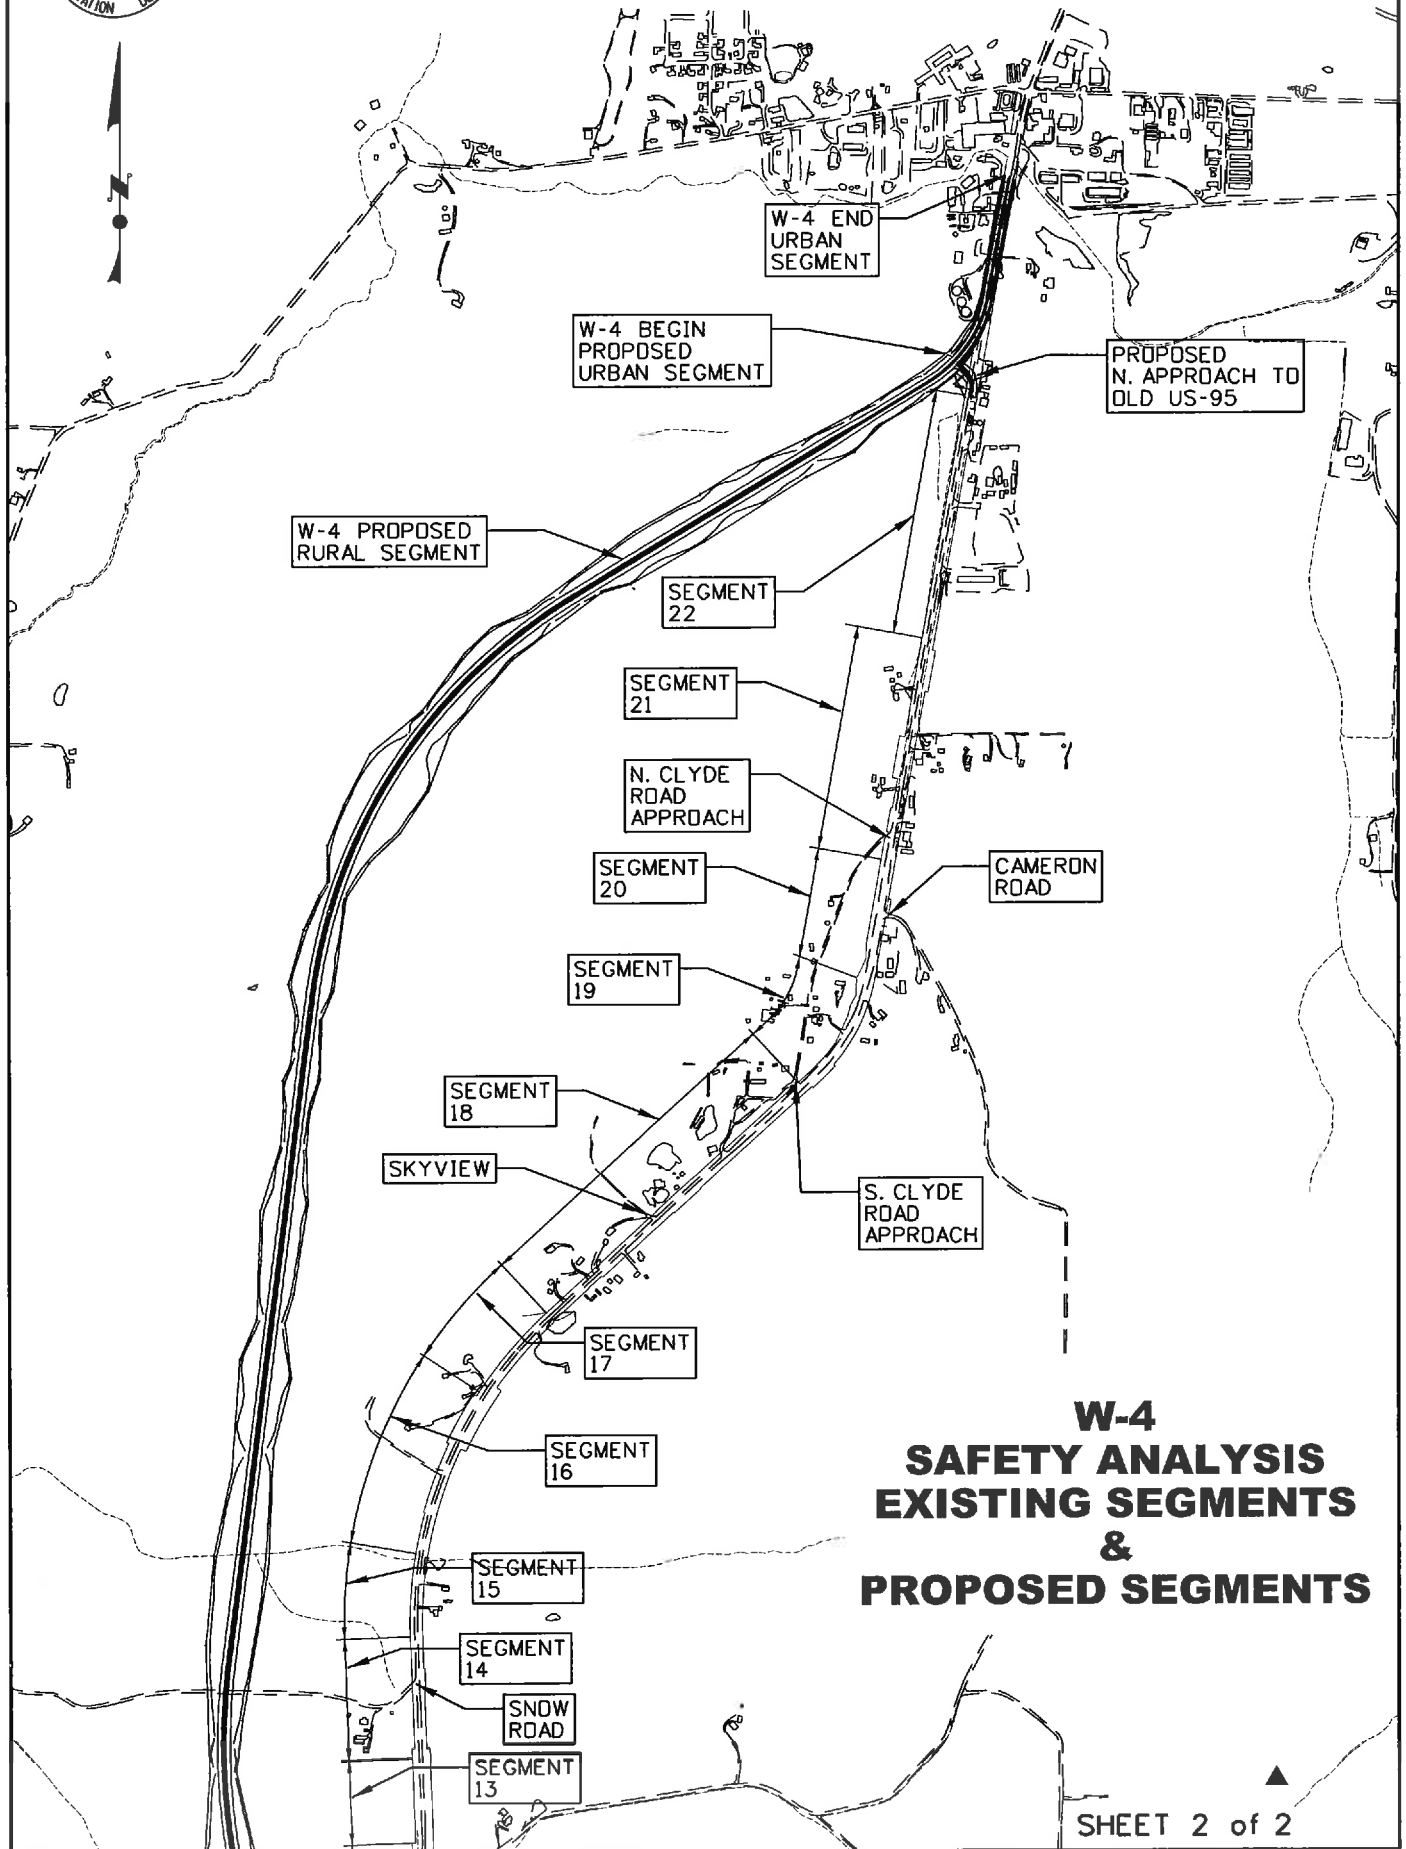 N
W-4 END
URBAN
SEGMENT
W-4 BEGIN
PROPOSED
URBAN SEGMENT
PROPOSED
N. APPROACH TO
OLD US-95
W-4 PROPOSED
RURAL SEGMENT
SEGMENT
22
SEGMENT
21
N. CLYDE
ROAD
APPROACH
SEGMENT
20
CAMERON
ROAD
SEGMENT
19
SEGMENT
18
SKYVIEW
S. CLYDE
ROAD
APPROACH
SEGMENT
17
SEGMENT
16
W-4
SAFETY ANALYSIS
EXISTING SEGMENTS
&
PROPOSED SEGMENTS
SEGMENT
15
SEGMENT
14
SNOW
ROAD
SEGMENT
13
SHEET 2 of 2